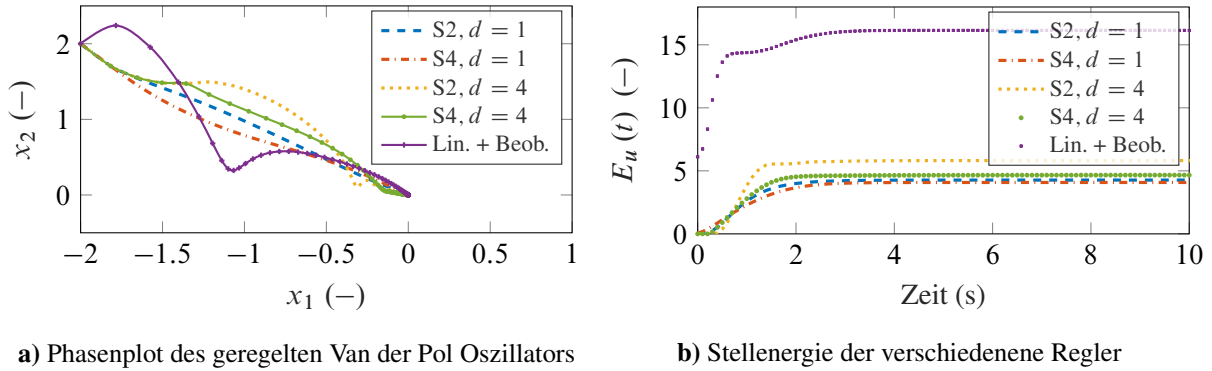 2
1
0
x₂ (−)
−2
−1.5
−1
−0.5
0
0.5
1
x₁ (−)
S2, d = 1
S4, d = 1
S2, d = 4
S4, d = 4
Lin. + Beob.
a) Phasenplot des geregelten Van der Pol Oszillators
15
10
5
0
E_u (t) (−)
0
2
4
6
8
10
Zeit (s)
S2, d = 1
S4, d = 1
S2, d = 4
S4, d = 4
Lin. + Beob.
b) Stellenergie der verschiedenene Regler